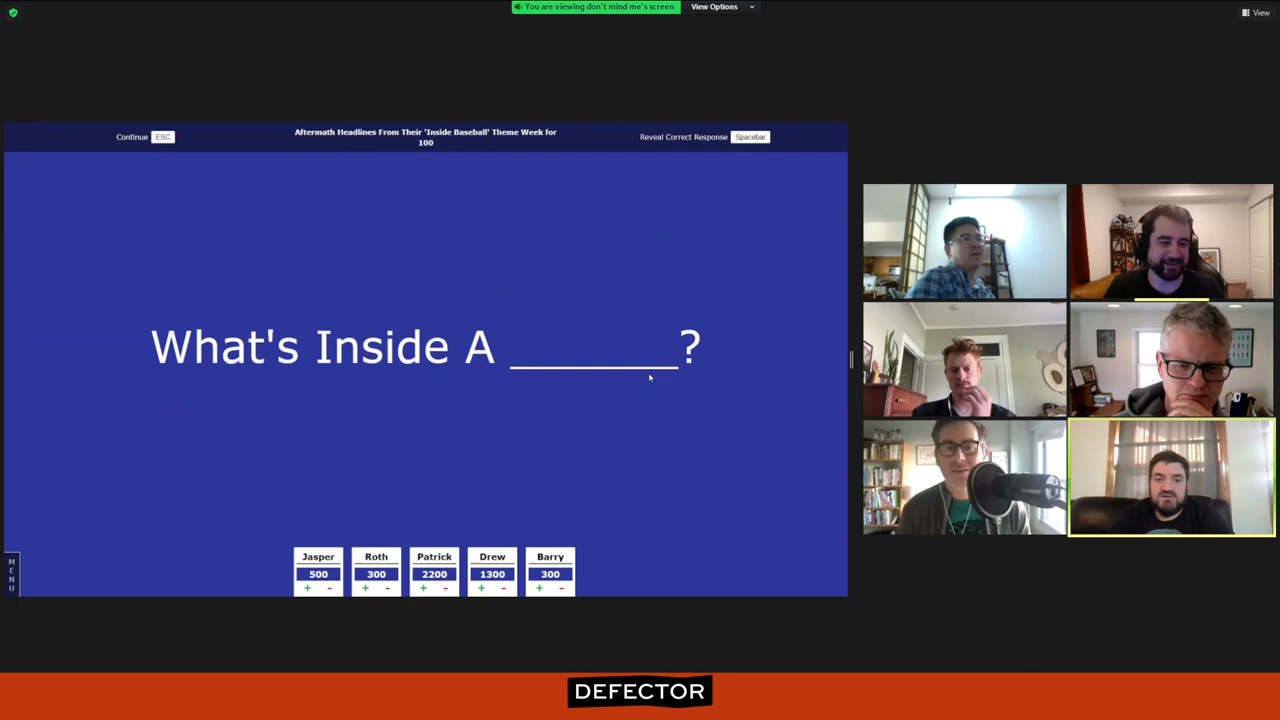 You are viewing don't mind me's screen
View Options
View
Continue ESC
Aftermath Headlines From Their 'Inside Baseball' Theme Week for
100
Reveal Correct Response Spacebar
What's Inside A ________?
MENU
Jasper Roth Patrick Drew Barry
500 300 2200 1300 300
+ - + - + - + - + -
DEFECTOR